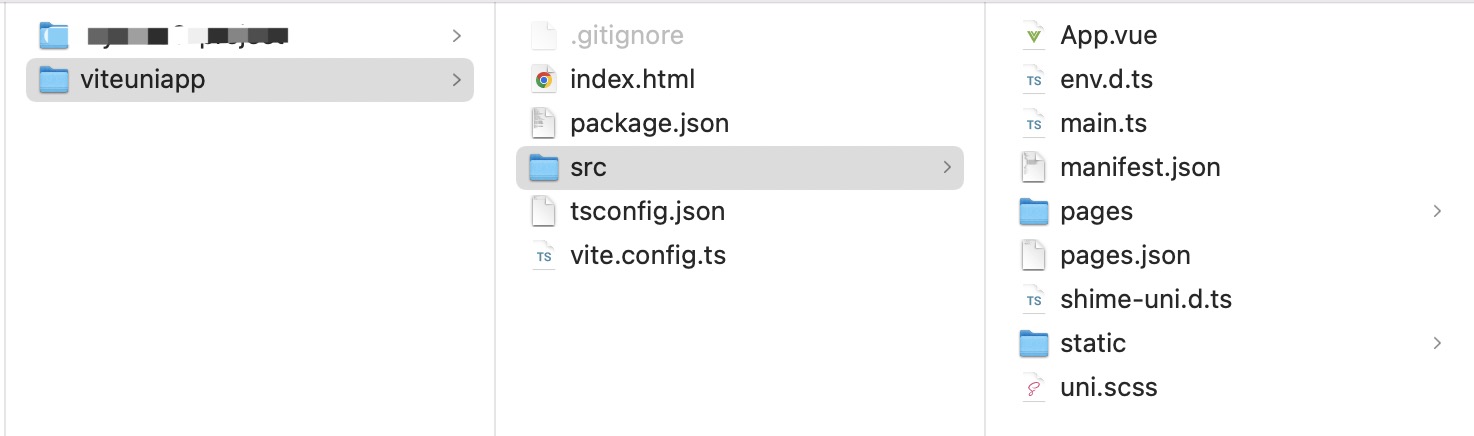 viteuniapp
.gitignore
index.html
package.json
src
tsconfig.json
TS vite.config.ts
App.vue
TS env.d.ts
TS main.ts
manifest.json
pages
pages.json
TS shime-uni.d.ts
static
uni.scss